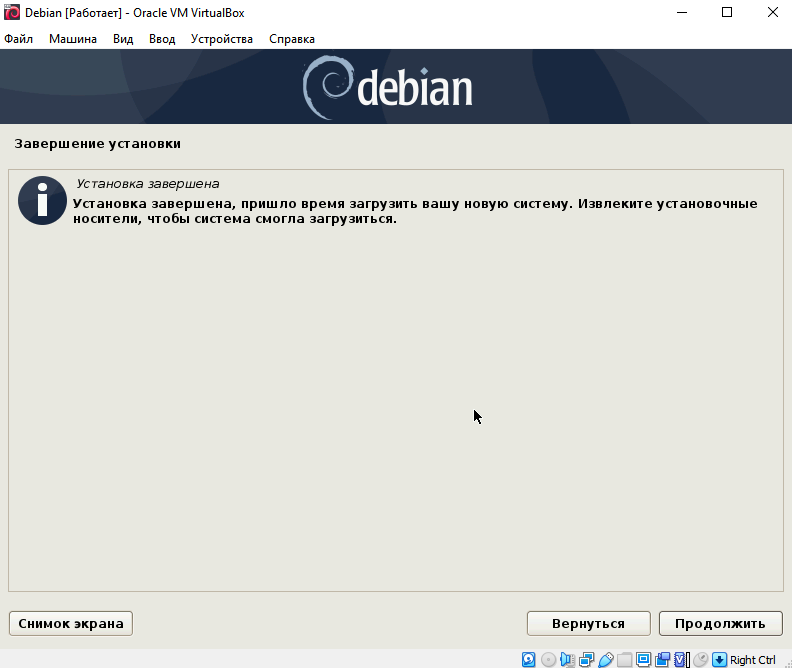 Debian [Работает] - Oracle VM VirtualBox
Файл Машина Вид Ввод Устройства Справка
debian
Завершение установки
Установка завершена
Установка завершена, пришло время загрузить вашу новую систему. Извлеките установочные
носители, чтобы система смогла загрузиться.
Снимок экрана Вернуться Продолжить
Right Ctrl